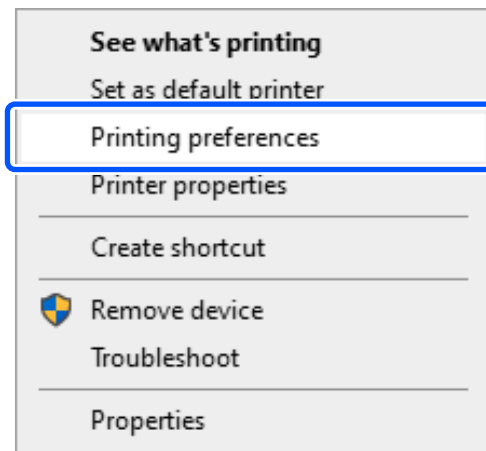 See what's printing
Set as default printer
Printing preferences
Printer properties
Create shortcut
Remove device
Troubleshoot
Properties